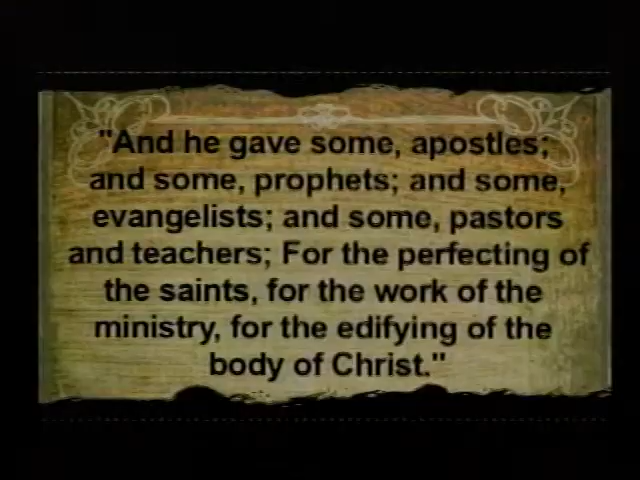 "And he gave some, apostles;
and some, prophets; and some,
evangelists; and some, pastors
and teachers; For the perfecting of
the saints, for the work of the
ministry, for the edifying of the
body of Christ."